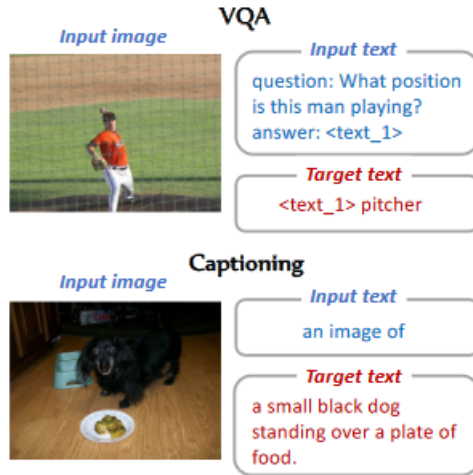 VQA
Input image
Input text
question: What position
is this man playing?
answer: <text_1>
Target text
<text_1> pitcher
Captioning
Input image
Input text
an image of
Target text
a small black dog
standing over a plate of
food.